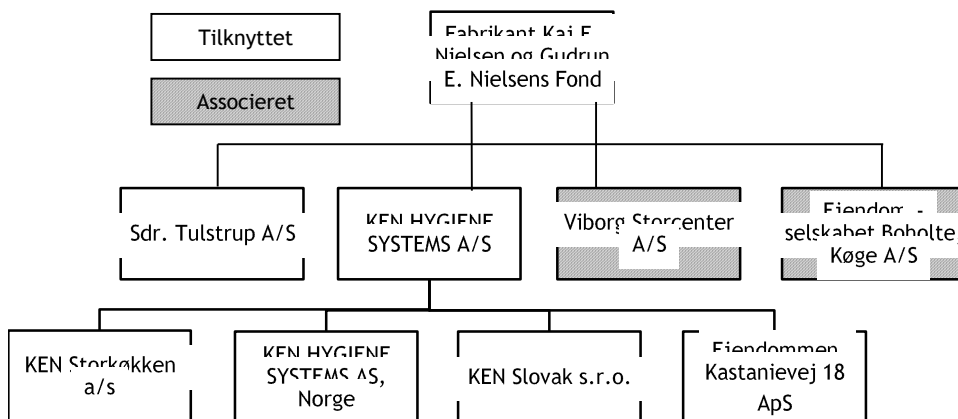 Tilknyttet
Fabrikant Kaj E.
Nielsen og Gudrun
E. Nielsens Fond
Associeret
Sdr. Tulstrup A/S
KEN HYGIENE
SYSTEMS A/S
Viborg Storcenter
A/S
selskabet Boholte,
Køge A/S
KEN Storkøkken
a/s
KEN HYGIENE
SYSTEMS AS,
Norge
KEN Slovak s.r.o.
Ejendommen
Kastanievej 18
ApS